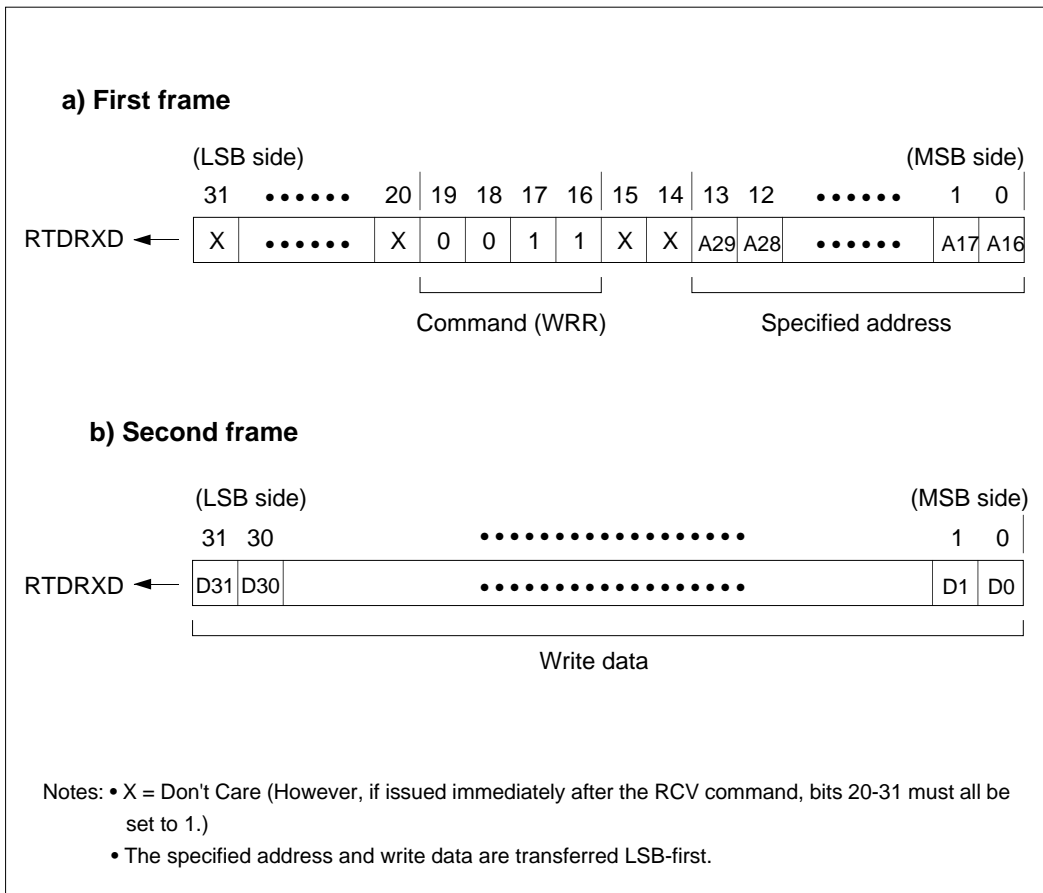 a) First frame
(LSB side) (MSB side)
31 •••••• 20 19 18 17 16 15 14 13 12 •••••• 1 0
RTDRXD X •••••• X 0 0 1 1 X X A29 A28 •••••• A17 A16
Command (WRR) Specified address
b) Second frame
(LSB side) (MSB side)
31 30 •••••••••••••••••• 1 0
RTDRXD D31 D30 •••••••••••••••••• D1 D0
Write data
Notes: • X = Don't Care (However, if issued immediately after the RCV command, bits 20-31 must all be
set to 1.)
• The specified address and write data are transferred LSB-first.